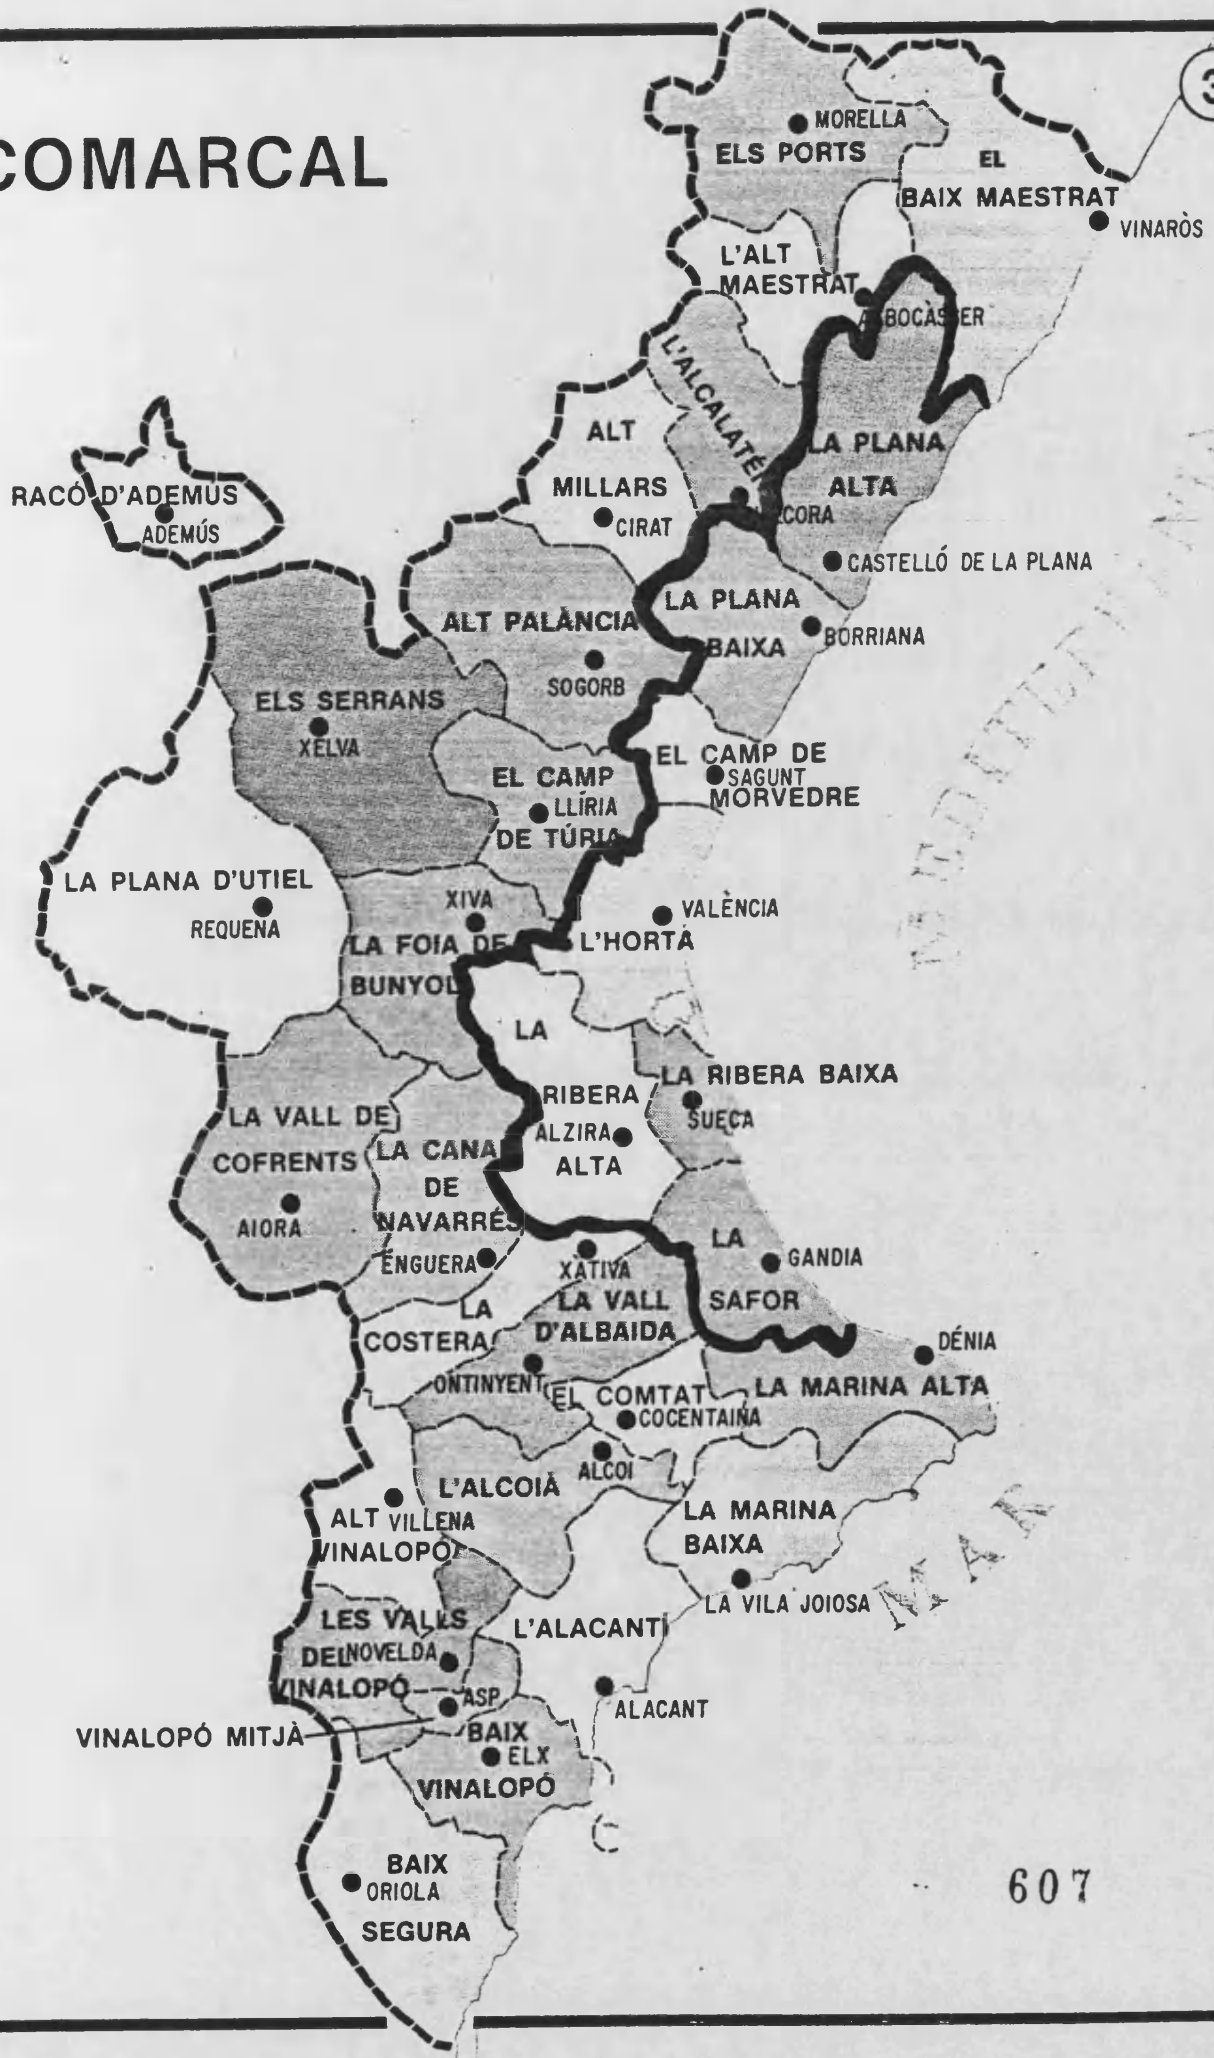 COMARCAL
3
MORELLA
ELS PORTS
EL
BAIX MAESTRAT
VINARÒS
L'ALT
MAESTRAT
L'ALCALATÉN
ALT
MILLARS
CIRAT
LA PLANA
ALTA
CASTELLÓ DE LA PLANA
RACÓ D'ADEMUS
ADEMÚS
ALT PALÀNCIA
SOGORB
LA PLANA
BAIXA
BORRIANA
ELS SERRANS
XELVA
EL CAMP
LLÍRIA
DE TÚRIA
EL CAMP DE
SAGUNT
MORVEDRE
LA PLANA D'UTIEL
REQUENA
XIVA
LA FOIA DE
BUNYOL
VALÈNCIA
L'HORTA
LA
RIBERA
ALZIRA
ALTA
LA RIBERA BAIXA
SUECA
LA VALL DE
COFRENTS
AIORA
LA CANAL
DE
NAVARRÉS
ENGUERA
LA
SAFOR
GANDIA
XÀTIVA
LA
COSTERA
LA VALL
D'ALBAIDA
ONTINYENT
DÉNIA
LA MARINA ALTA
EL COMTAT
COCENTAINA
ALCOI
L'ALCOIÀ
ALT VILLENA
VINALOPÓ
LA MARINA
BAIXA
LA VILA JOIOSA
MAR
LES VALLS
DEL NOVELDA
VINALOPÓ
ASP
VINALOPÓ MITJÀ
L'ALACANTÍ
ALACANT
BAIX
ELX
VINALOPÓ
BAIX
ORIOLA
SEGURA
607